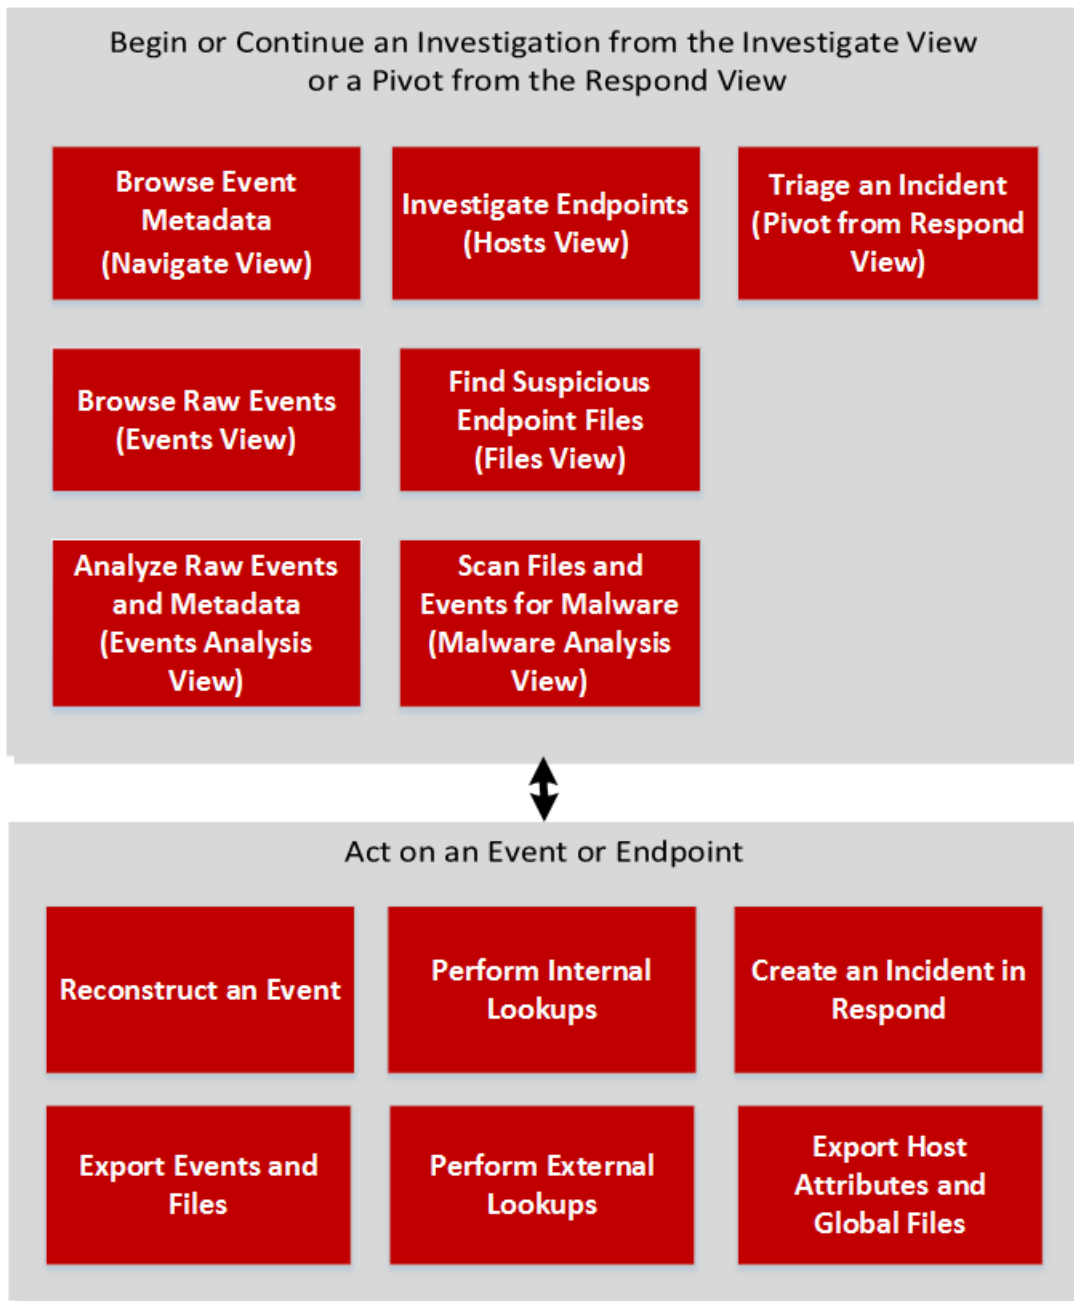 Begin or Continue an Investigation from the Investigate View
or a Pivot from the Respond View
Browse Event
Metadata
(Navigate View)
Investigate Endpoints
(Hosts View)
Triage an Incident
(Pivot from Respond
View)
Browse Raw Events
(Events View)
Find Suspicious
Endpoint Files
(Files View)
Analyze Raw Events
and Metadata
(Events Analysis
View)
Scan Files and
Events for Malware
(Malware Analysis
View)
Act on an Event or Endpoint
Reconstruct an Event
Perform Internal
Lookups
Create an Incident in
Respond
Export Events and
Files
Perform External
Lookups
Export Host
Attributes and
Global Files